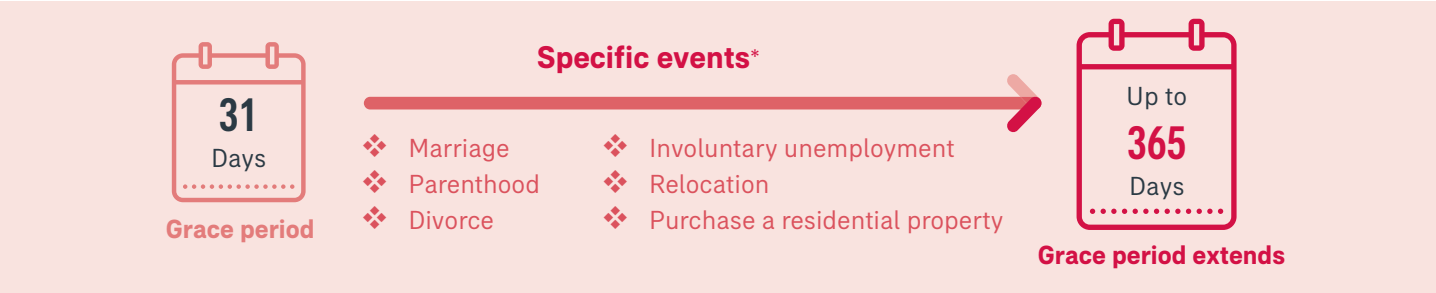 31
Days
Grace period
Specific events*
❖ Marriage
❖ Parenthood
❖ Divorce
❖ Involuntary unemployment
❖ Relocation
❖ Purchase a residential property
Up to
365
Days
Grace period extends